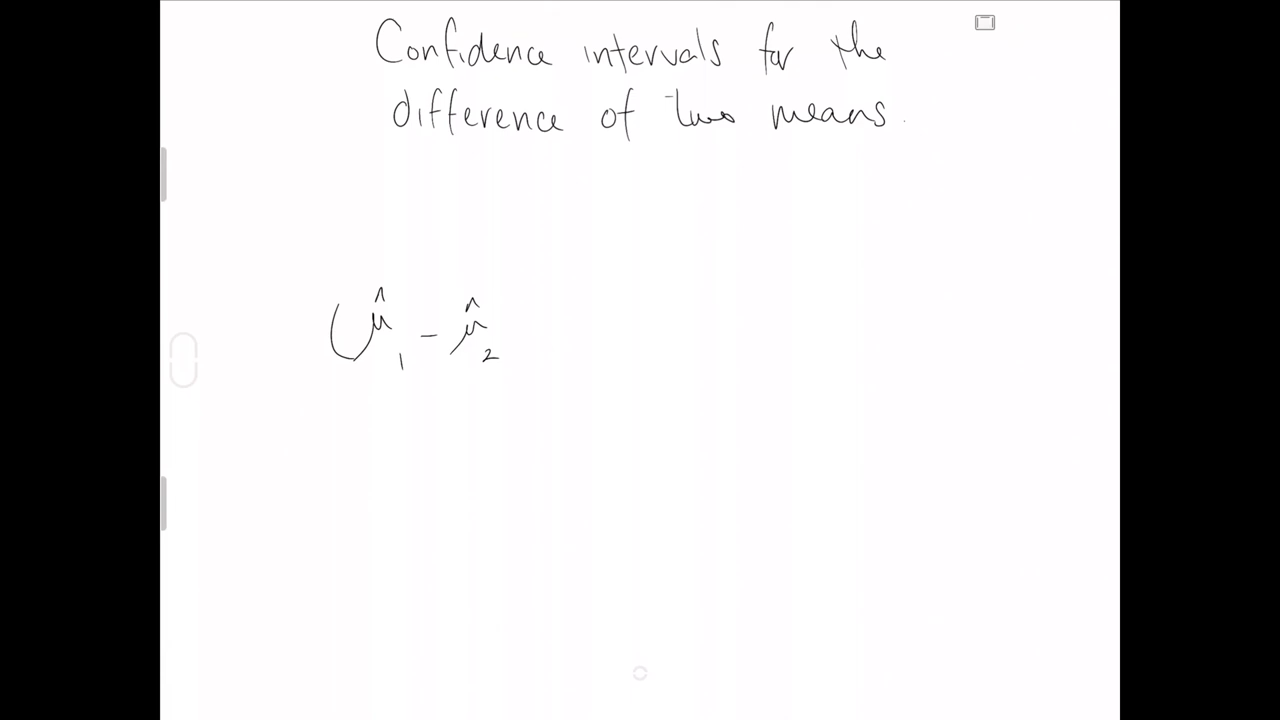 Confidence intervals for the
difference of two means.
(μ̂₁ - μ̂₂